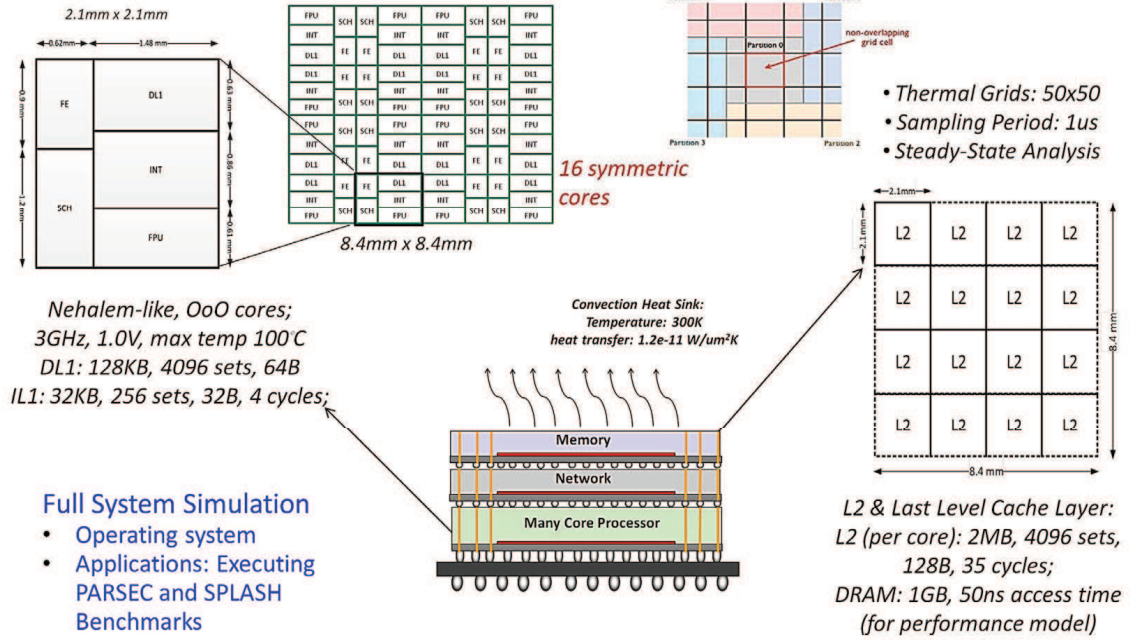 2.1mm x 2.1mm
0.62mm
1.48 mm
0.9 mm
1.2 mm
FE
SCH
DL1
INT
FPU
0.63 mm
0.86 mm
0.61 mm
FPU SCH SCH FPU FPU SCH SCH FPU
INT INT INT INT
DL1 FE FE DL1 DL1 FE FE DL1
DL1 FE FE DL1 DL1 FE FE DL1
INT INT INT INT
FPU SCH SCH FPU FPU SCH SCH FPU
FPU SCH SCH FPU FPU SCH SCH FPU
INT INT INT INT
DL1 FE FE DL1 DL1 FE FE DL1
DL1 FE FE DL1 DL1 FE FE DL1
INT INT INT INT
FPU SCH SCH FPU FPU SCH SCH FPU
16 symmetric
cores
8.4mm x 8.4mm
Partition 0
non-overlapping
grid cell
Partition 3
Partition 2
• Thermal Grids: 50x50
• Sampling Period: 1us
• Steady-State Analysis
2.1mm
2.1mm
L2 L2 L2 L2
L2 L2 L2 L2
L2 L2 L2 L2
L2 L2 L2 L2
8.4 mm
8.4 mm
Nehalem-like, OoO cores;
3GHz, 1.0V, max temp 100°C
DL1: 128KB, 4096 sets, 64B
IL1: 32KB, 256 sets, 32B, 4 cycles;
Convection Heat Sink:
Temperature: 300K
heat transfer: 1.2e-11 W/um²K
Memory
Network
Many Core Processor
Full System Simulation
• Operating system
• Applications: Executing
PARSEC and SPLASH
Benchmarks
L2 & Last Level Cache Layer:
L2 (per core): 2MB, 4096 sets,
128B, 35 cycles;
DRAM: 1GB, 50ns access time
(for performance model)